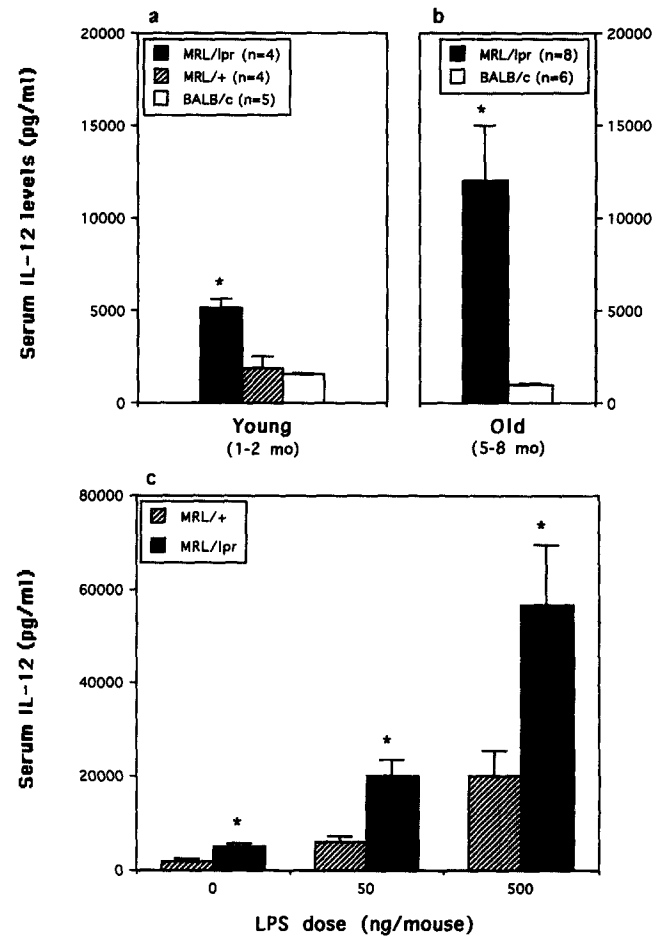 a
b
Serum IL-12 levels (pg/ml)
20000
15000
10000
5000
0
MRL/lpr (n=4)
MRL/+ (n=4)
BALB/c (n=5)
*
Young
(1-2 mo)
MRL/lpr (n=8)
BALB/c (n=6)
*
20000
15000
10000
5000
0
Old
(5-8 mo)
c
Serum IL-12 (pg/ml)
80000
60000
40000
20000
0
MRL/+
MRL/lpr
*
*
*
0
50
500
LPS dose (ng/mouse)